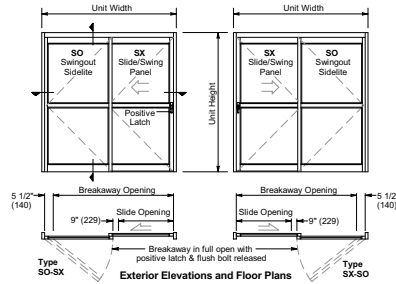 Unit Width
Unit Width
SO
Swingout
Sidelite
SX
Slide/Swing
Panel
Positive
Latch
Unit Height
SX
Slide/Swing
Panel
SO
Swingout
Sidelite
5 1/2"
(140)
Breakaway Opening
9" (229)
Slide Opening
Breakaway Opening
Slide Opening
9" (229)
5 1/2"
(140)
Type
SO-SX
Breakaway in full open with
positive latch & flush bolt released
Type
SX-SO
Exterior Elevations and Floor Plans